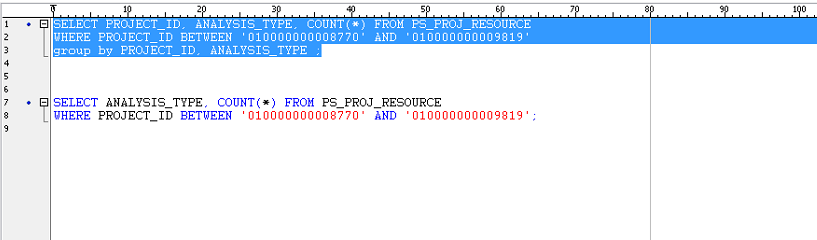 0 10 20 30 40 50 60 70 80 90 100
1 SELECT PROJECT_ID, ANALYSIS_TYPE, COUNT(*) FROM PS_PROJ_RESOURCE
2 WHERE PROJECT_ID BETWEEN '010000000008770' AND '010000000009819'
3 group by PROJECT_ID, ANALYSIS_TYPE ;
4
5
6
7 SELECT ANALYSIS_TYPE, COUNT(*) FROM PS_PROJ_RESOURCE
8 WHERE PROJECT_ID BETWEEN '010000000008770' AND '010000000009819';
9